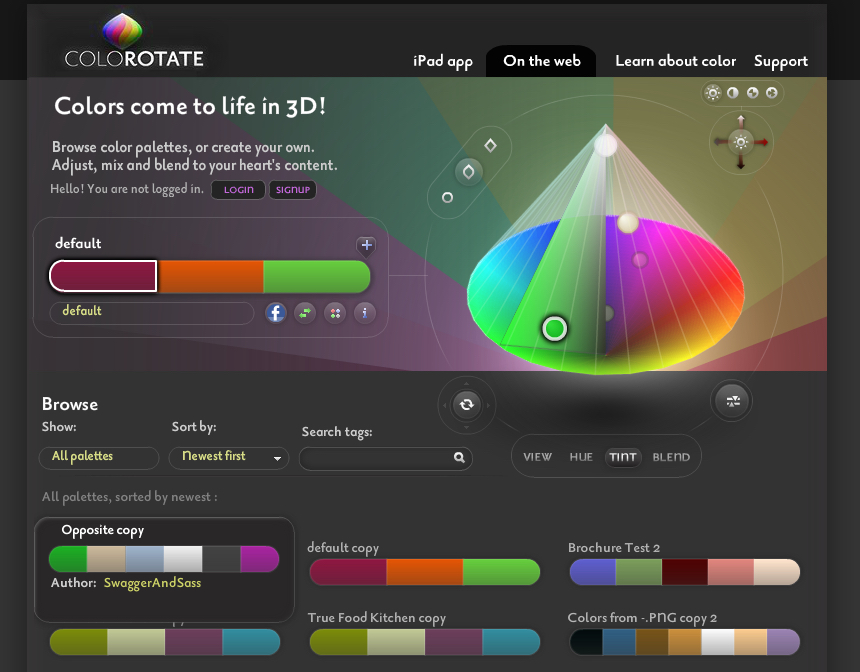 COLOROTATE
iPad app
On the web
Learn about color
Support
Colors come to life in 3D!
Browse color palettes, or create your own.
Adjust, mix and blend to your heart's content.
Hello! You are not logged in.
LOGIN
SIGNUP
default
default
Browse
Show:
Sort by:
Search tags:
All palettes
Newest first
VIEW
HUE
TINT
BLEND
All palettes, sorted by newest :
Opposite copy
Author: SwaggerAndSass
default copy
Brochure Test 2
True Food Kitchen copy
Colors from -.PNG copy 2